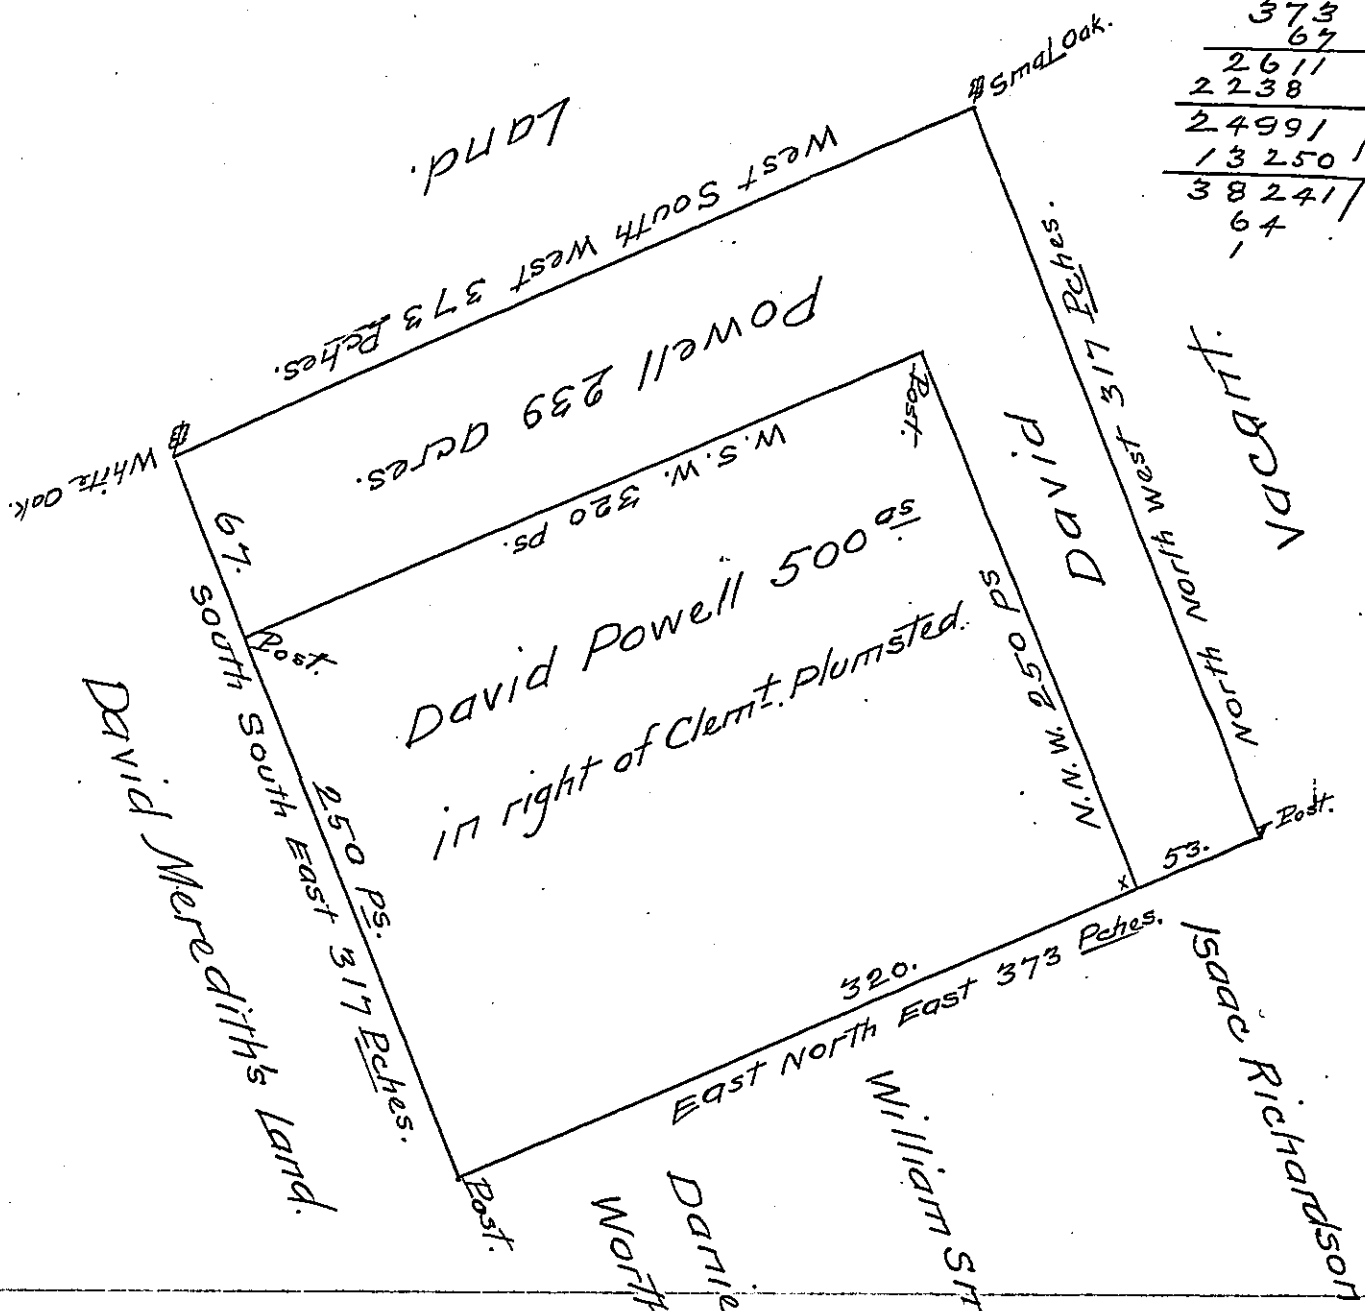 373
67
2611
2238
24991
13250
38241
64
1
Smal Oak.
Land.
West South West 373 Pches.
White Oak.
Powell 239 acres.
W.S.W. 320 ps.
Post.
David
North North West 317 Pches.
Vacant.
67.
South South East 317 Pches.
250 ps.
Post.
David Powell 500 as
in right of Clemt. Plumsted.
N.N.W. 250 ps
David Meredith's Land.
53.
Post.
x
320.
East North East 373 Pches.
Post.
Isaac Richardson
William Sm
Danie
Worth